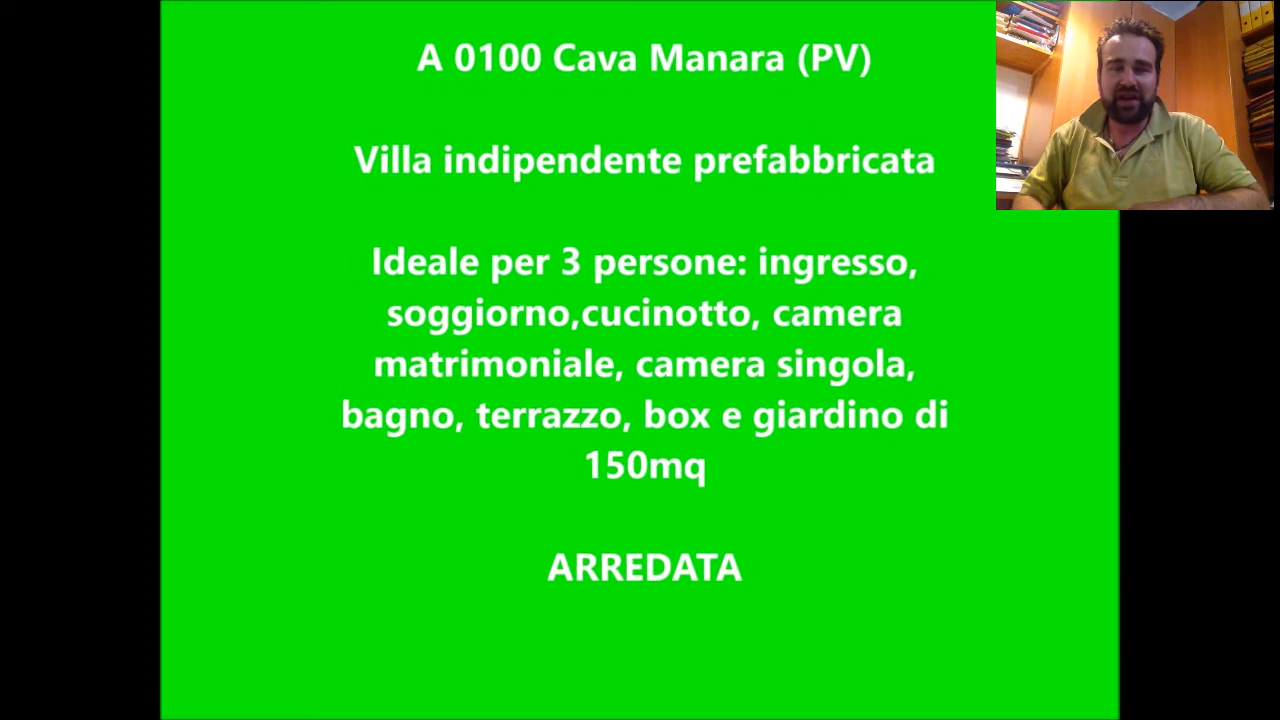 A 0100 Cava Manara (PV)
Villa indipendente prefabbricata
Ideale per 3 persone: ingresso,
soggiorno,cucinotto, camera
matrimoniale, camera singola,
bagno, terrazzo, box e giardino di
150mq
ARREDATA